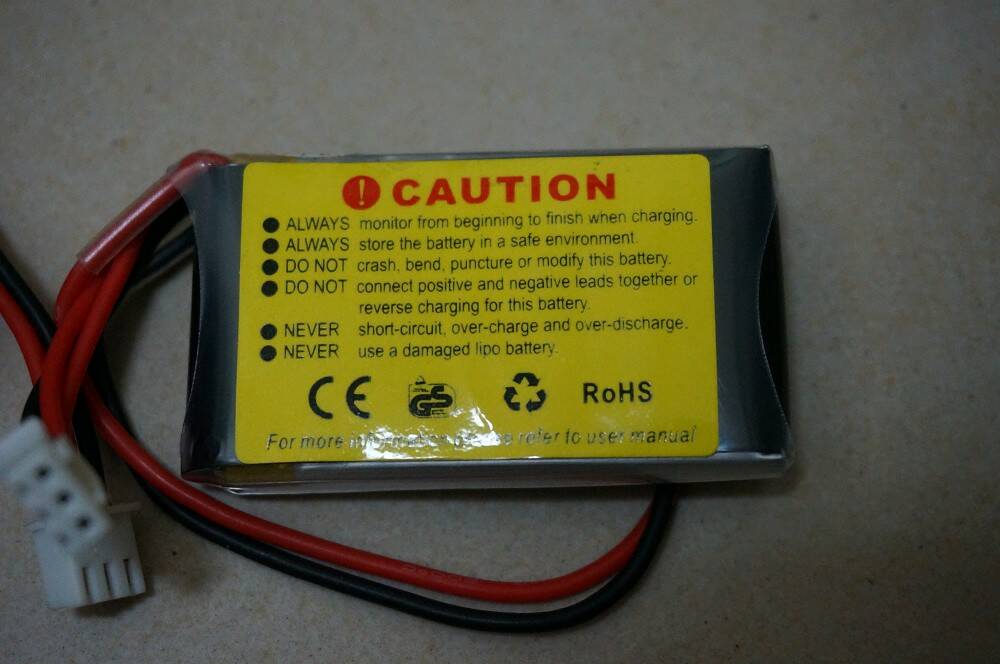 ! CAUTION
● ALWAYS monitor from beginning to finish when charging.
● ALWAYS store the battery in a safe environment.
● DO NOT crash, bend, puncture or modify this battery.
● DO NOT connect positive and negative leads together or
reverse charging for this battery.
● NEVER short-circuit, over-charge and over-discharge.
● NEVER use a damaged lipo battery.
CE GS RoHS
For more information please refer to user manual